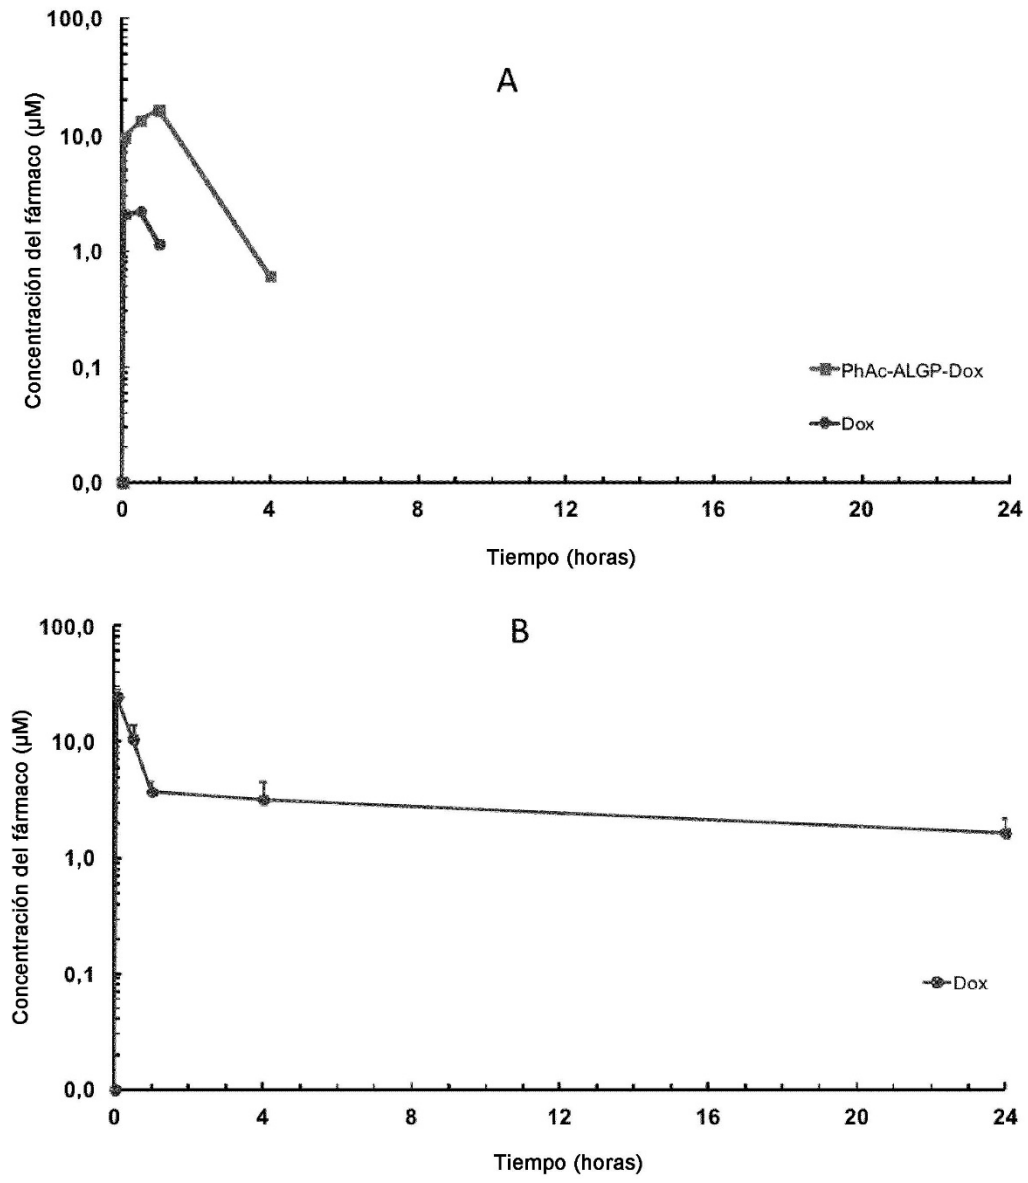 A
100,0
10,0
1,0
0,1
0,0
Concentración del fármaco (µM)
PhAc-ALGP-Dox
Dox
0 4 8 12 16 20 24
Tiempo (horas)
B
100,0
10,0
1,0
0,1
0,0
Concentración del fármaco (µM)
Dox
0 4 8 12 16 20 24
Tiempo (horas)